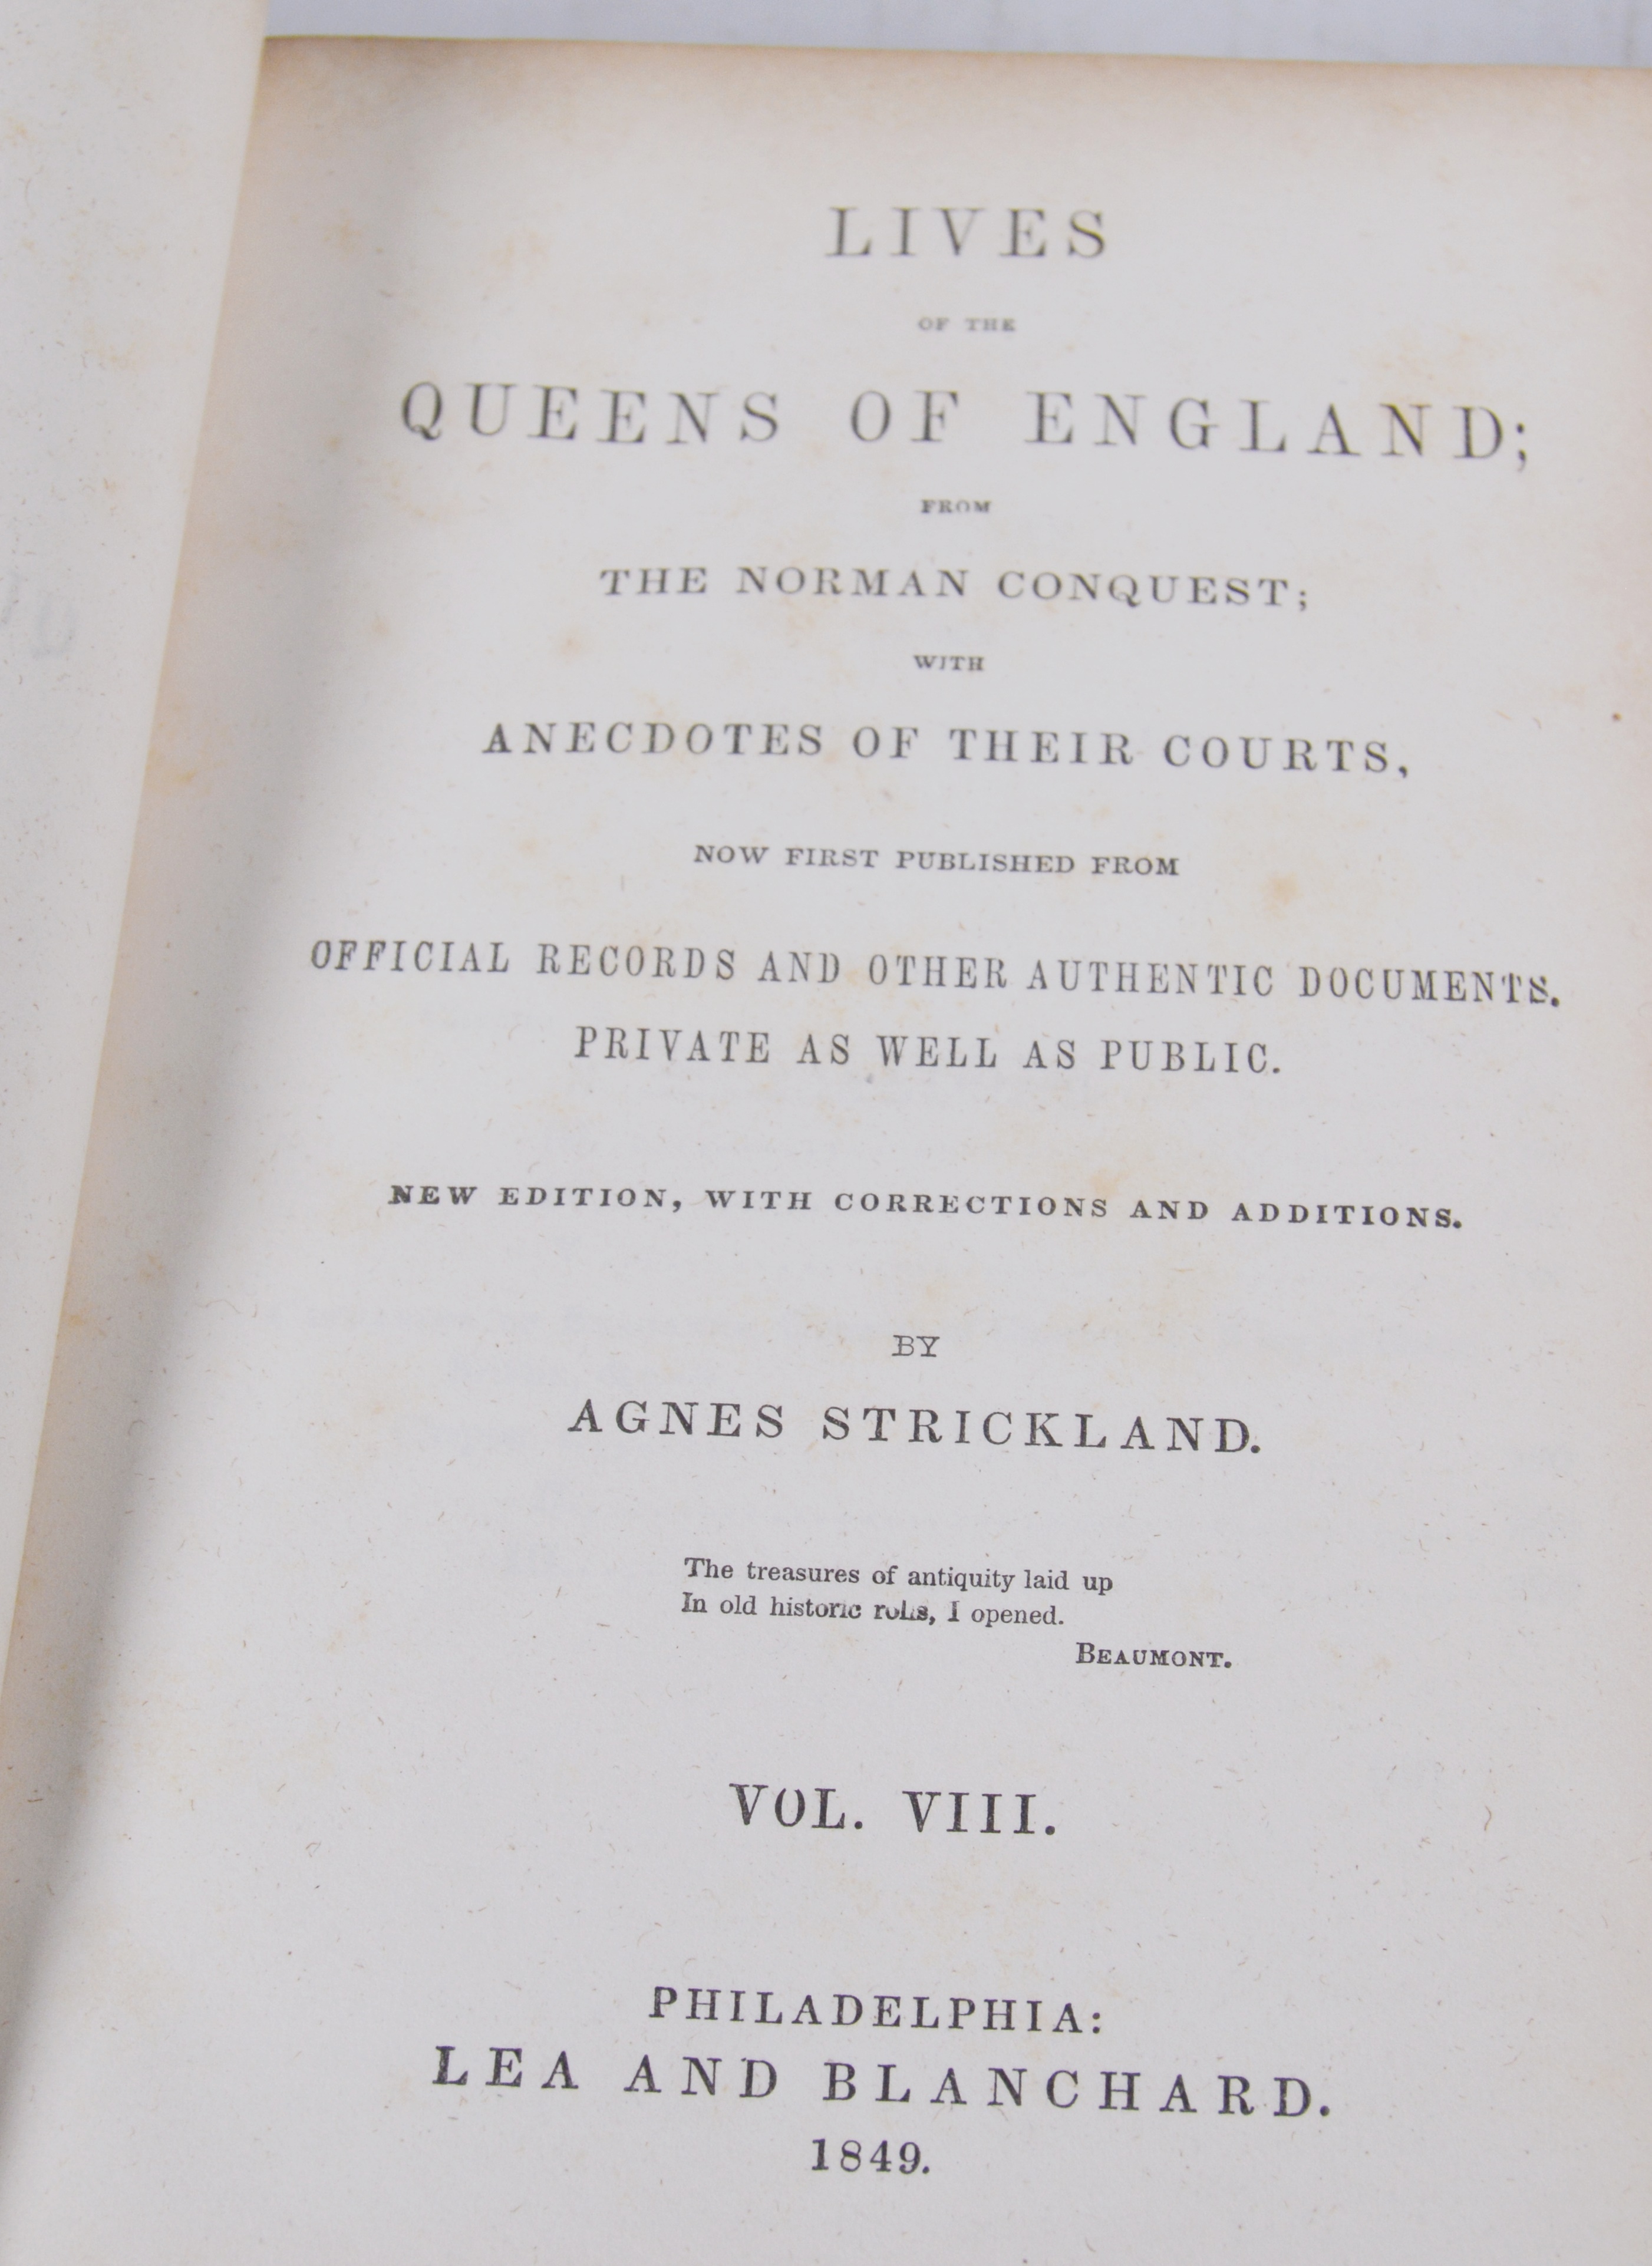 LIVES
OF THE
QUEENS OF ENGLAND;
FROM
THE NORMAN CONQUEST;
WITH
ANECDOTES OF THEIR COURTS,
NOW FIRST PUBLISHED FROM
OFFICIAL RECORDS AND OTHER AUTHENTIC DOCUMENTS.
PRIVATE AS WELL AS PUBLIC.
NEW EDITION, WITH CORRECTIONS AND ADDITIONS.
BY
AGNES STRICKLAND.
The treasures of antiquity laid up
In old historic rolls, I opened.
BEAUMONT.
VOL. VIII.
PHILADELPHIA:
LEA AND BLANCHARD.
1849.